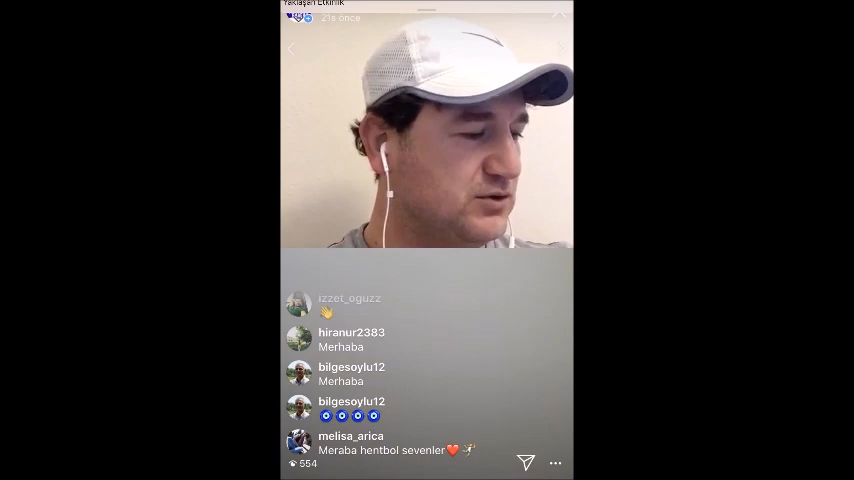 Yaklaşan Etkinlik
21s önce
izzet_oguzz
👋
hiranur2383
Merhaba
bilgesoylu12
Merhaba
bilgesoylu12
🧿🧿🧿🧿
melisa_arica
Meraba hentbol sevenler❤️🤾
554